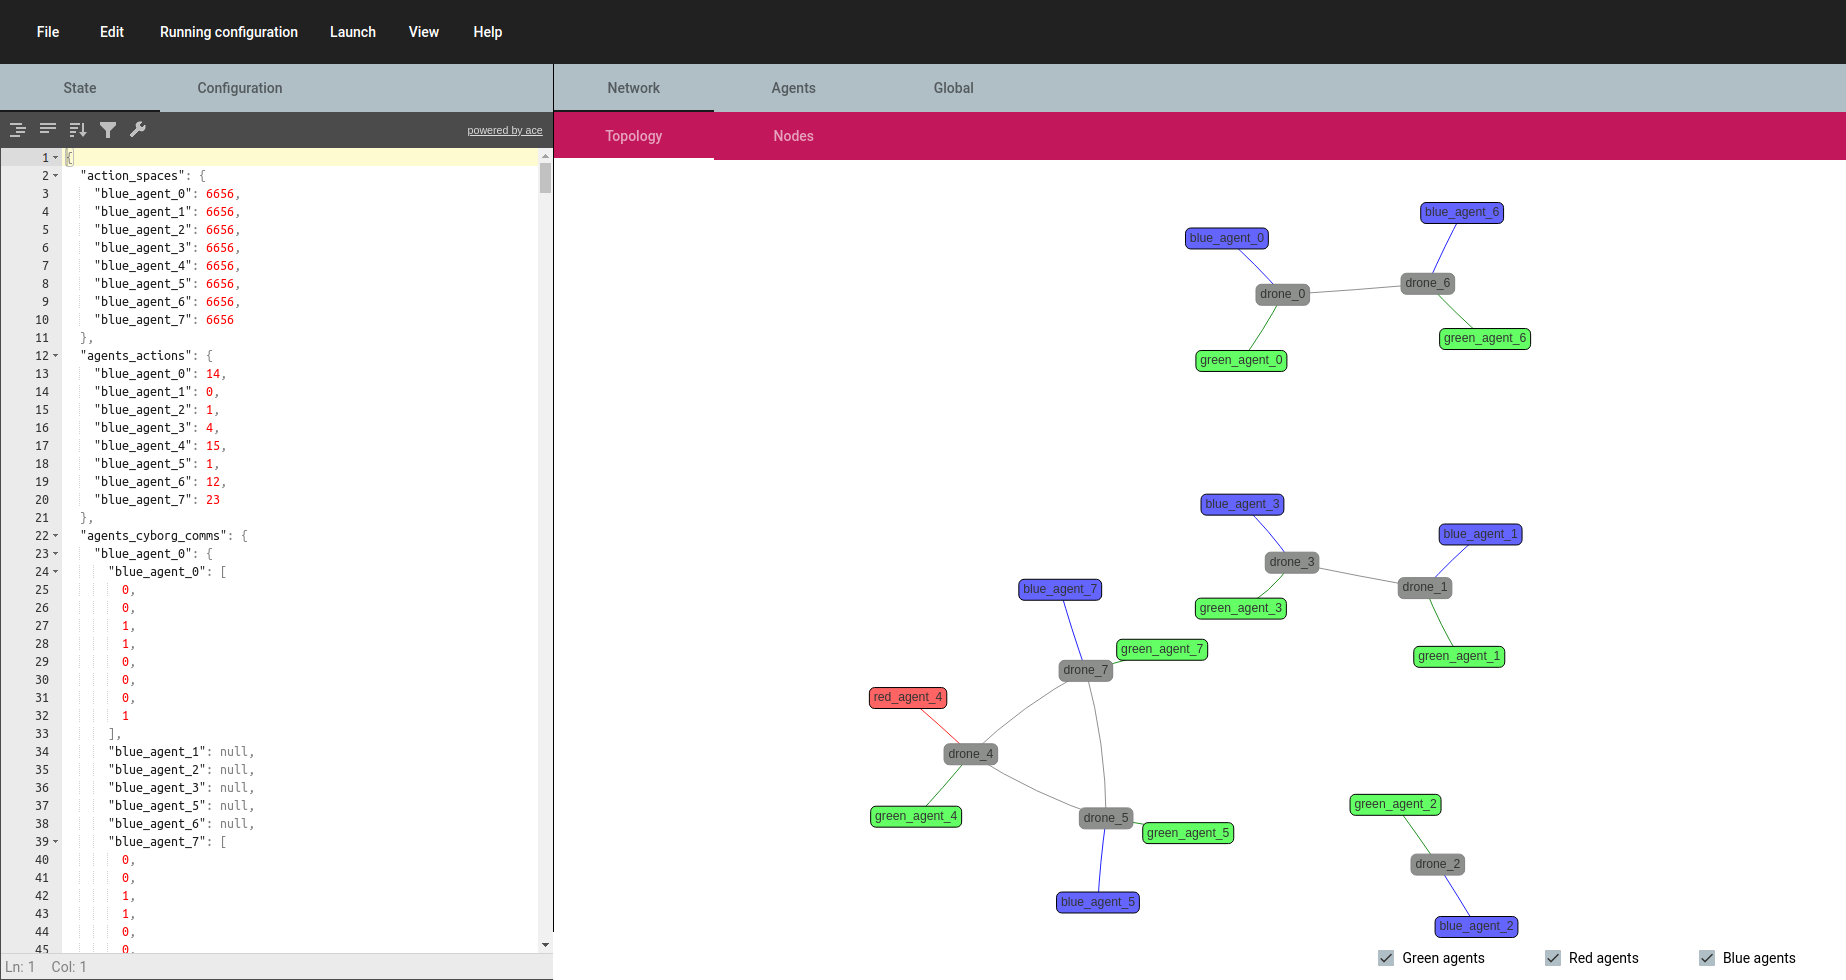 File Edit Running configuration Launch View Help
State Configuration
Network Agents Global
powered by ace
Topology Nodes
1 {
2 "action_spaces": {
3 "blue_agent_0": 6656,
4 "blue_agent_1": 6656,
5 "blue_agent_2": 6656,
6 "blue_agent_3": 6656,
7 "blue_agent_4": 6656,
8 "blue_agent_5": 6656,
9 "blue_agent_6": 6656,
10 "blue_agent_7": 6656
11 },
12 "agents_actions": {
13 "blue_agent_0": 14,
14 "blue_agent_1": 0,
15 "blue_agent_2": 1,
16 "blue_agent_3": 4,
17 "blue_agent_4": 15,
18 "blue_agent_5": 1,
19 "blue_agent_6": 12,
20 "blue_agent_7": 23
21 },
22 "agents_cyborg_comms": {
23 "blue_agent_0": {
24 "blue_agent_0": [
25 0,
26 0,
27 1,
28 1,
29 0,
30 0,
31 0,
32 1
33 ],
34 "blue_agent_1": null,
35 "blue_agent_2": null,
36 "blue_agent_3": null,
37 "blue_agent_5": null,
38 "blue_agent_6": null,
39 "blue_agent_7": [
40 0,
41 0,
42 1,
43 1,
44 0,
45 0,
Ln: 1 Col: 1
blue_agent_6
blue_agent_0
drone_6
drone_0
green_agent_6
green_agent_0
blue_agent_3
blue_agent_1
drone_3
drone_1
blue_agent_7
green_agent_3
green_agent_7
green_agent_1
drone_7
red_agent_4
drone_4
green_agent_2
green_agent_4
drone_5
green_agent_5
drone_2
blue_agent_5
blue_agent_2
Green agents Red agents Blue agents